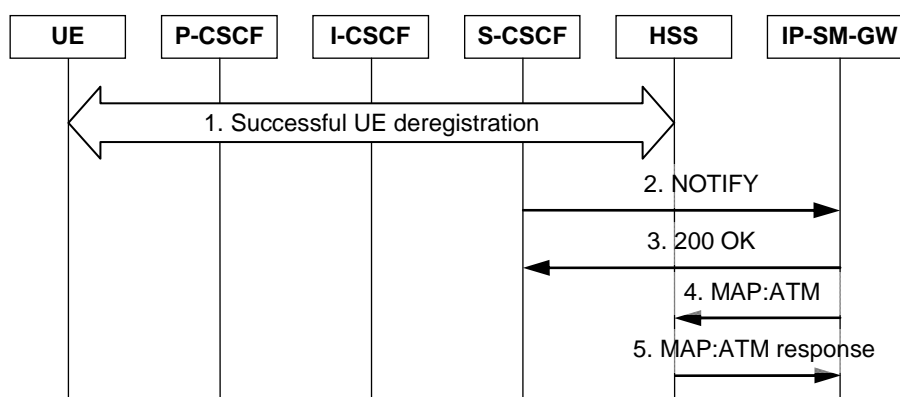 UE P-CSCF I-CSCF S-CSCF HSS IP-SM-GW
1. Successful UE deregistration
2. NOTIFY
3. 200 OK
4. MAP:ATM
5. MAP:ATM response